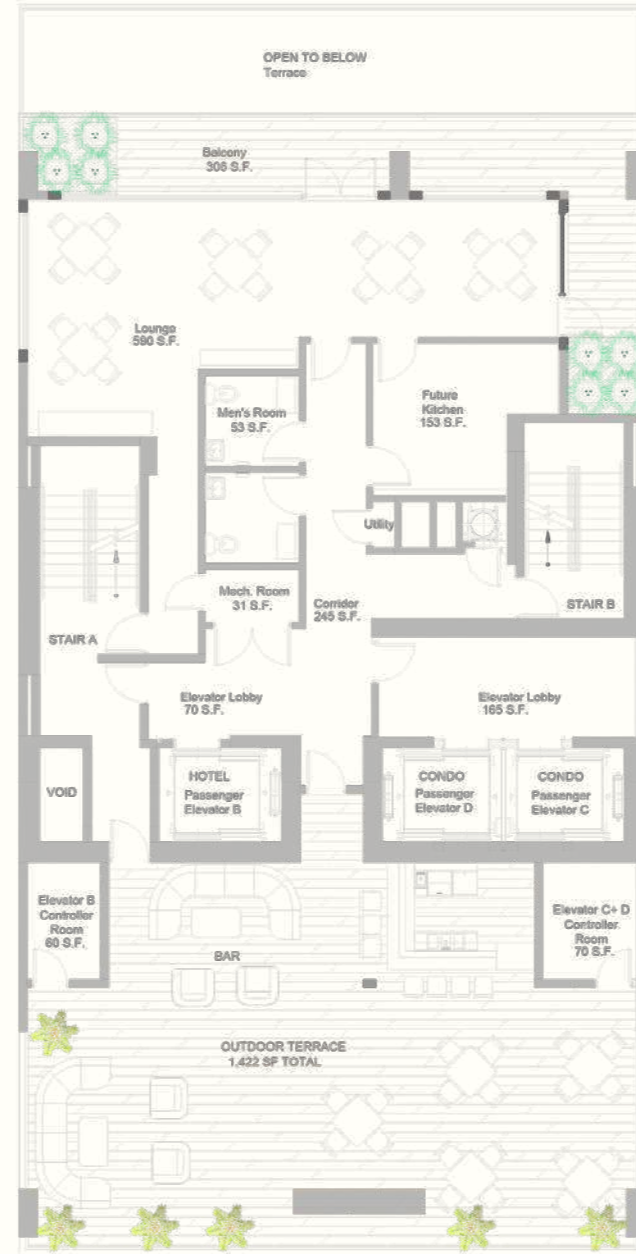 OPEN TO BELOW
Terrace
Balcony
306 S.F.
Lounge
590 S.F.
Men's Room
53 S.F.
Future
Kitchen
153 S.F.
Utility
Mech. Room
31 S.F.
Corridor
245 S.F.
STAIR B
STAIR A
Elevator Lobby
70 S.F.
Elevator Lobby
165 S.F.
VOID
HOTEL
Passenger
Elevator B
CONDO
Passenger
Elevator D
CONDO
Passenger
Elevator C
Elevator B
Controller
Room
60 S.F.
Elevator C+ D
Controller
Room
70 S.F.
BAR
OUTDOOR TERRACE
1,422 SF TOTAL